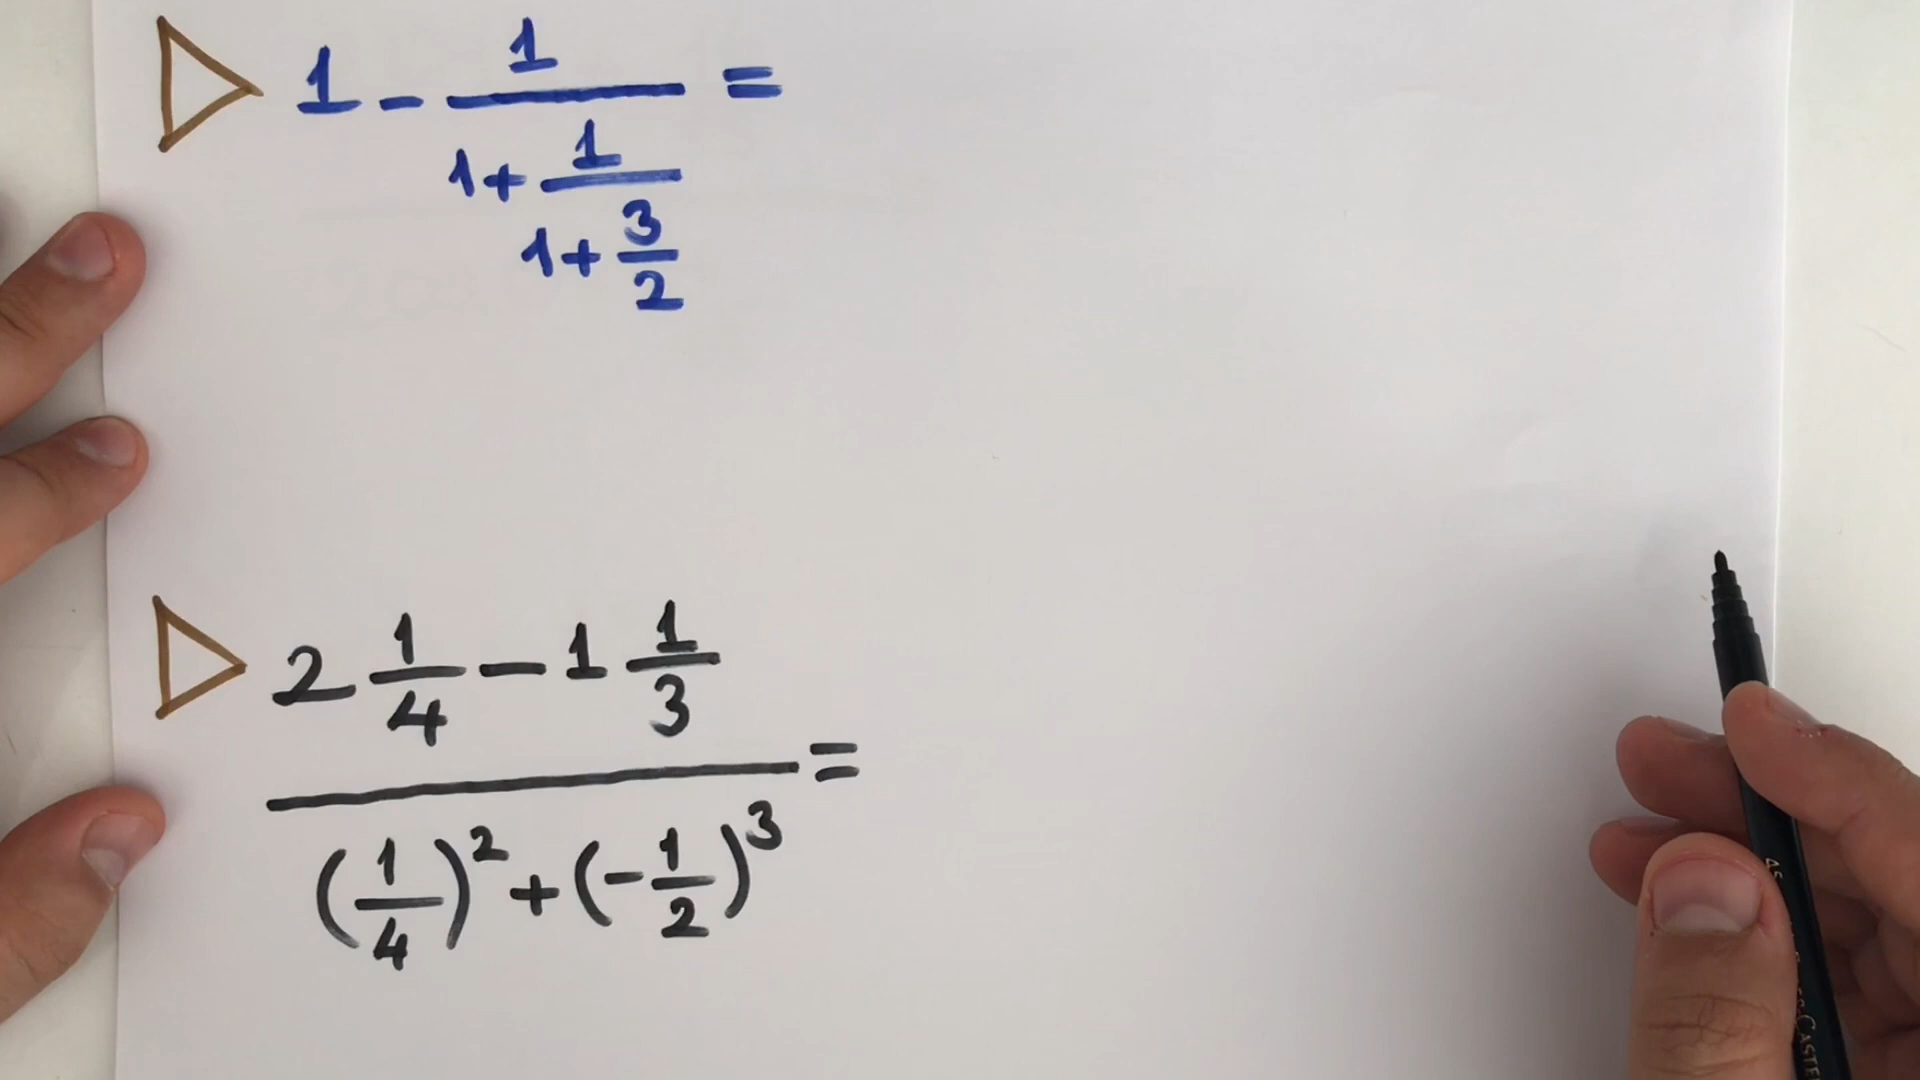 1 - 1/(1+1/(1+3/2)) =
(2 1/4 - 1 1/3)/((1/4)^2 + (-1/2)^3) =